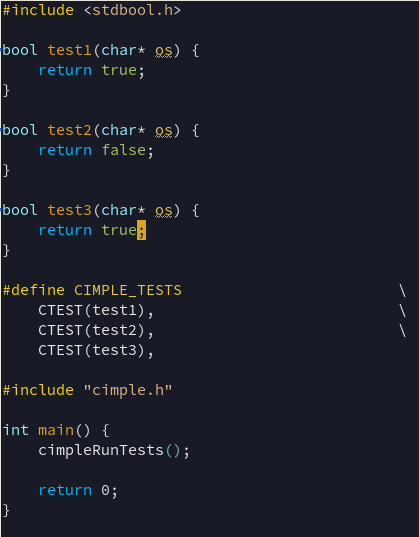 #include <stdbool.h>
bool test1(char* os) {
    return true;
}
bool test2(char* os) {
    return false;
}
bool test3(char* os) {
    return true;
}
#define CIMPLE_TESTS                        \
    CTEST(test1),                           \
    CTEST(test2),                           \
    CTEST(test3),
#include "cimple.h"
int main() {
    cimpleRunTests();
    return 0;
}